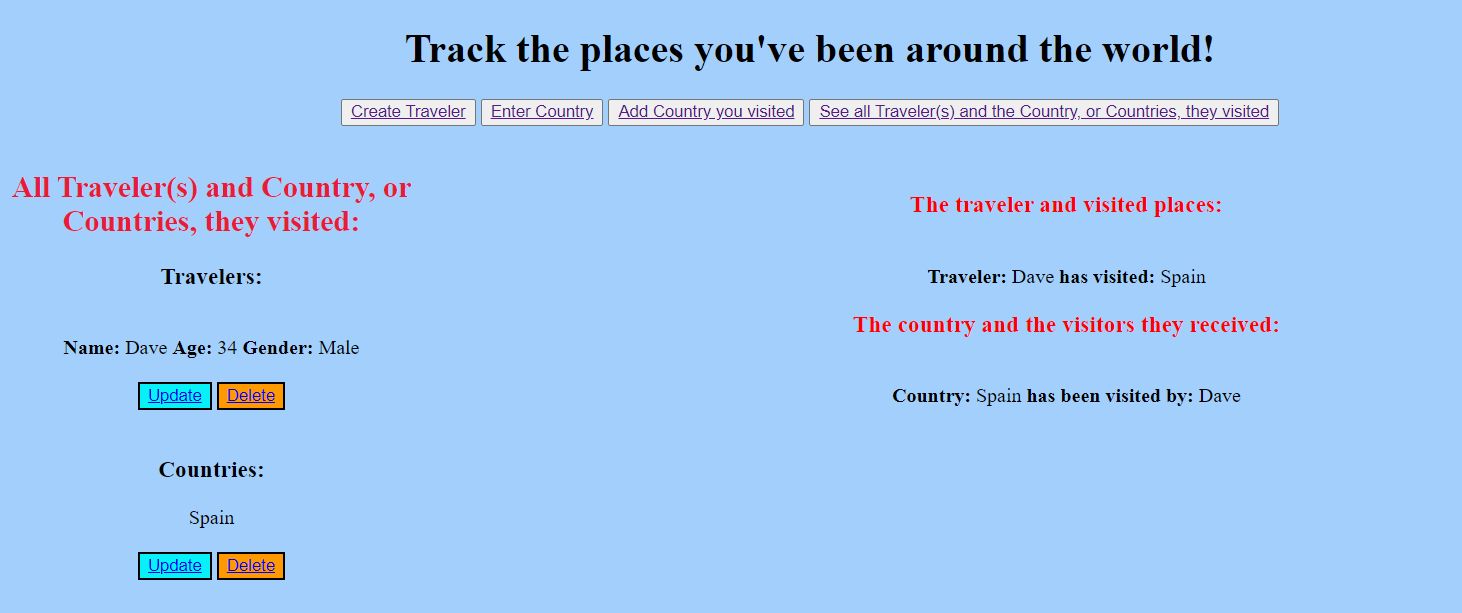 Track the places you've been around the world!
Create Traveler Enter Country Add Country you visited See all Traveler(s) and the Country, or Countries, they visited
All Traveler(s) and Country, or
Countries, they visited:
Travelers:
Name: Dave Age: 34 Gender: Male
Update Delete
Countries:
Spain
Update Delete
The traveler and visited places:
Traveler: Dave has visited: Spain
The country and the visitors they received:
Country: Spain has been visited by: Dave